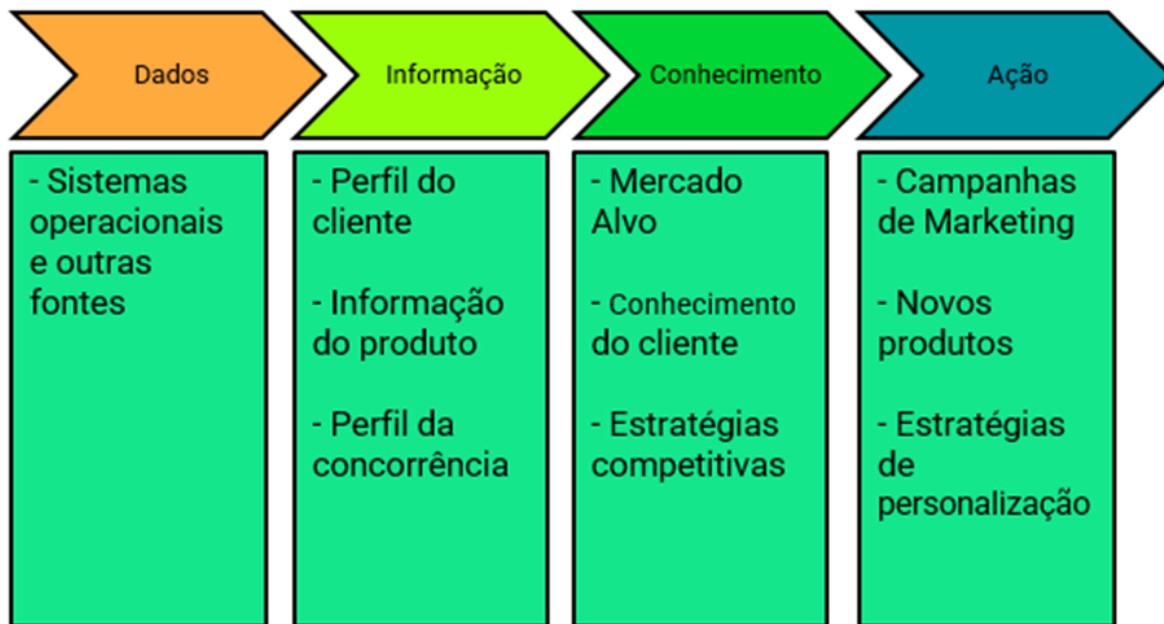 Dados
Informação
Conhecimento
Ação
- Sistemas
operacionais
e outras
fontes
- Perfil do
cliente
- Informação
do produto
- Perfil da
concorrência
- Mercado
Alvo
- Conhecimento
do cliente
- Estratégias
competitivas
- Campanhas
de Marketing
- Novos
produtos
- Estratégias
de
personalização